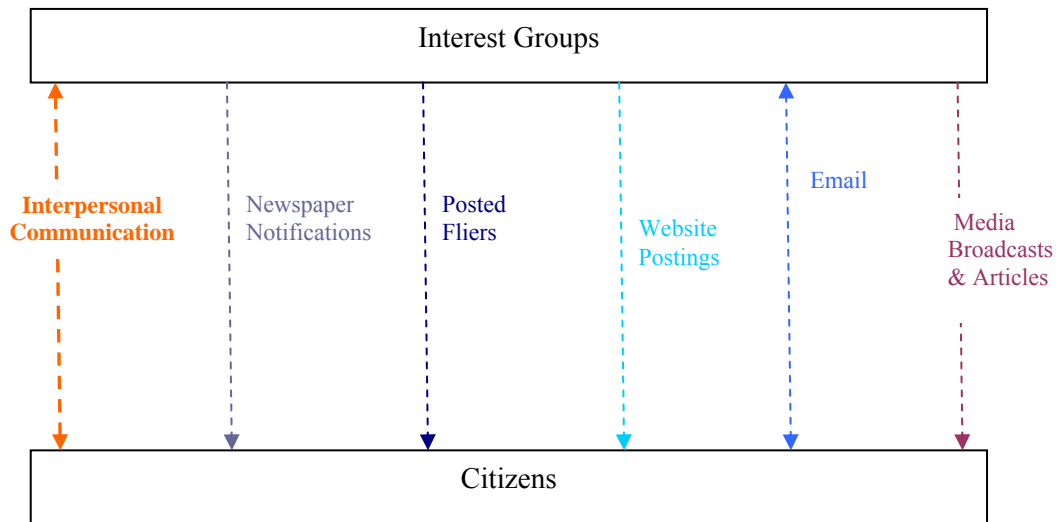 Interest Groups
Interpersonal
Communication
Newspaper
Notifications
Posted
Fliers
Website
Postings
Email
Media
Broadcasts
& Articles
Citizens